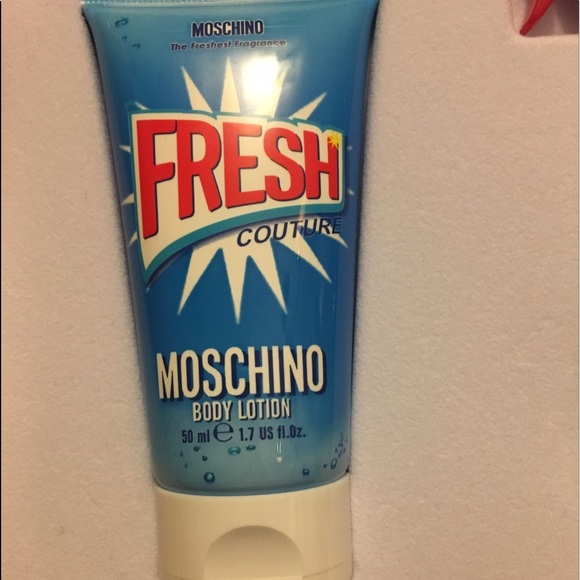 MOSCHINO
The Freshest Fragrance
FRESH
COUTURE
MOSCHINO
BODY LOTION
50 ml ℮ 1.7 US fl.Oz.